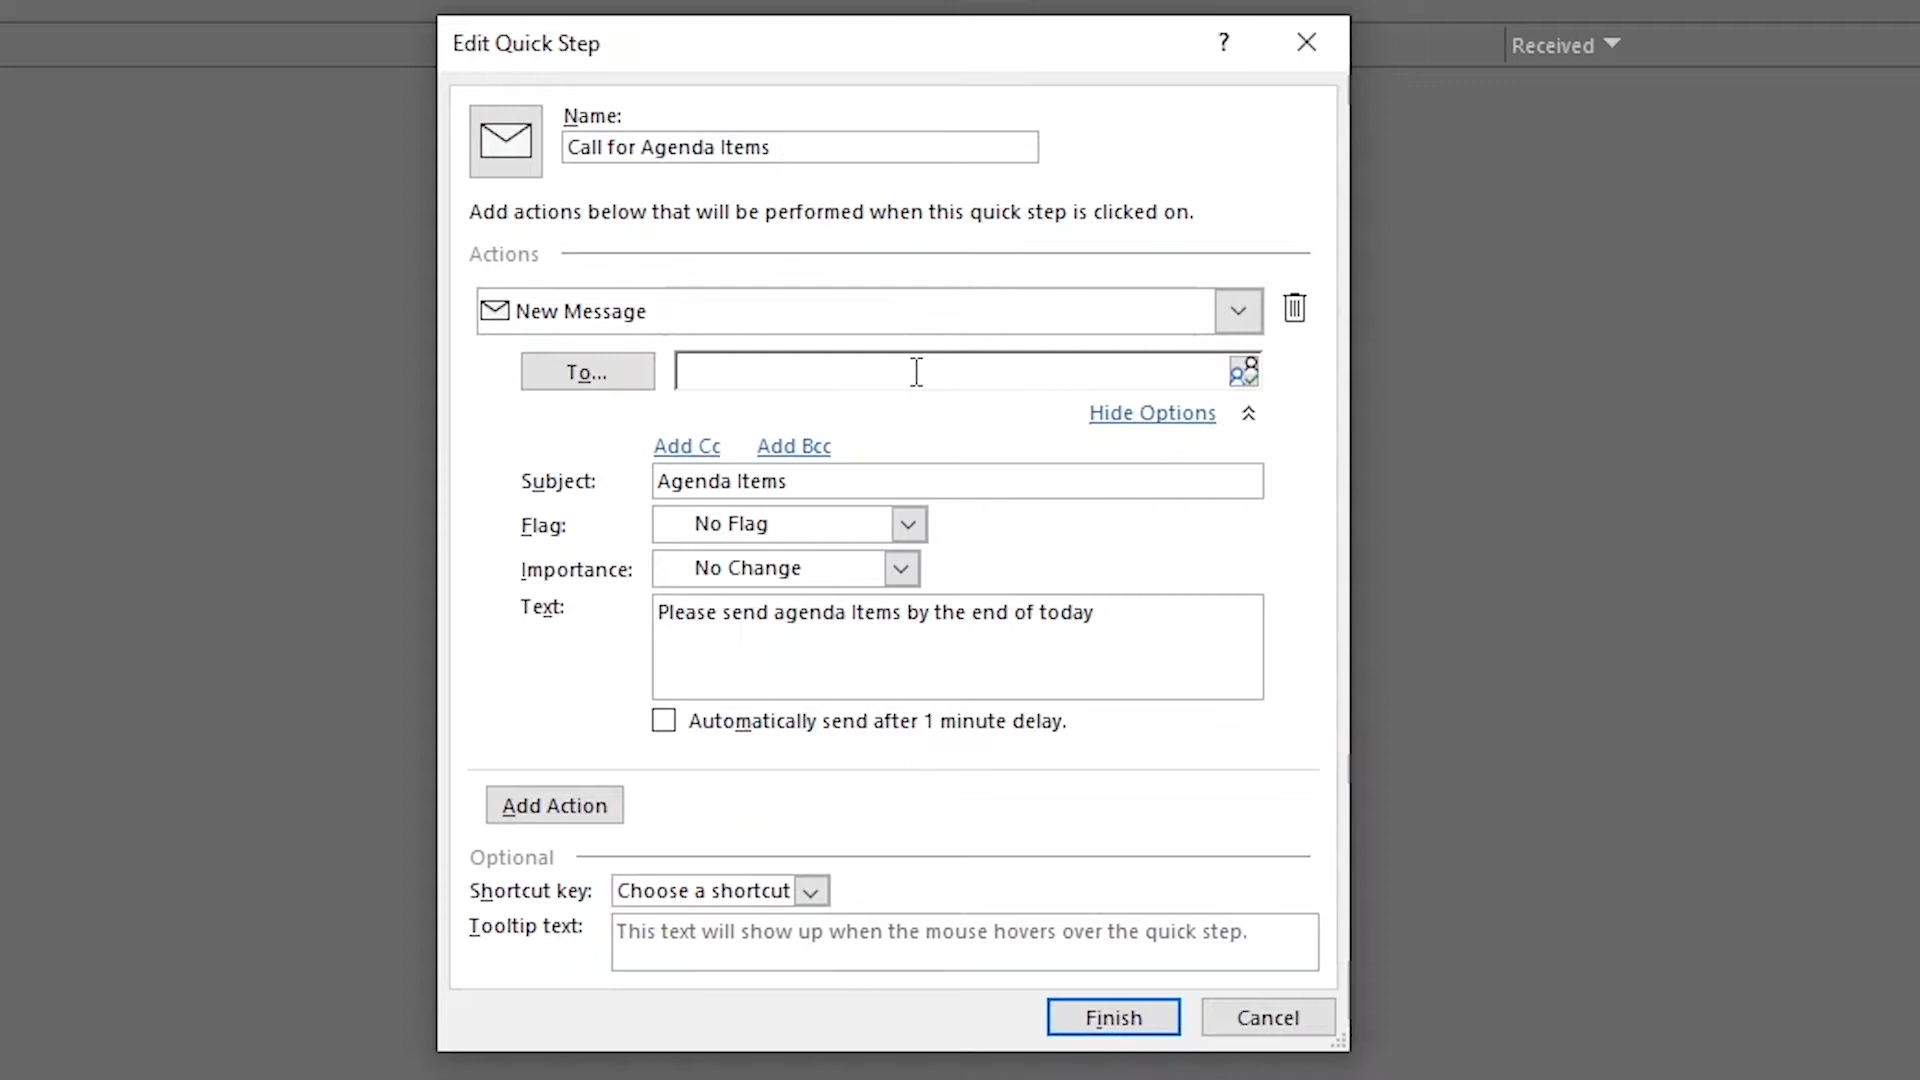 Edit Quick Step
?
Received
Name:
Call for Agenda Items
Add actions below that will be performed when this quick step is clicked on.
Actions
New Message
To...
Hide Options
Add Cc Add Bcc
Subject: Agenda Items
Flag: No Flag
Importance: No Change
Text: Please send agenda Items by the end of today
Automatically send after 1 minute delay.
Add Action
Optional
Shortcut key: Choose a shortcut
Tooltip text: This text will show up when the mouse hovers over the quick step.
Finish Cancel